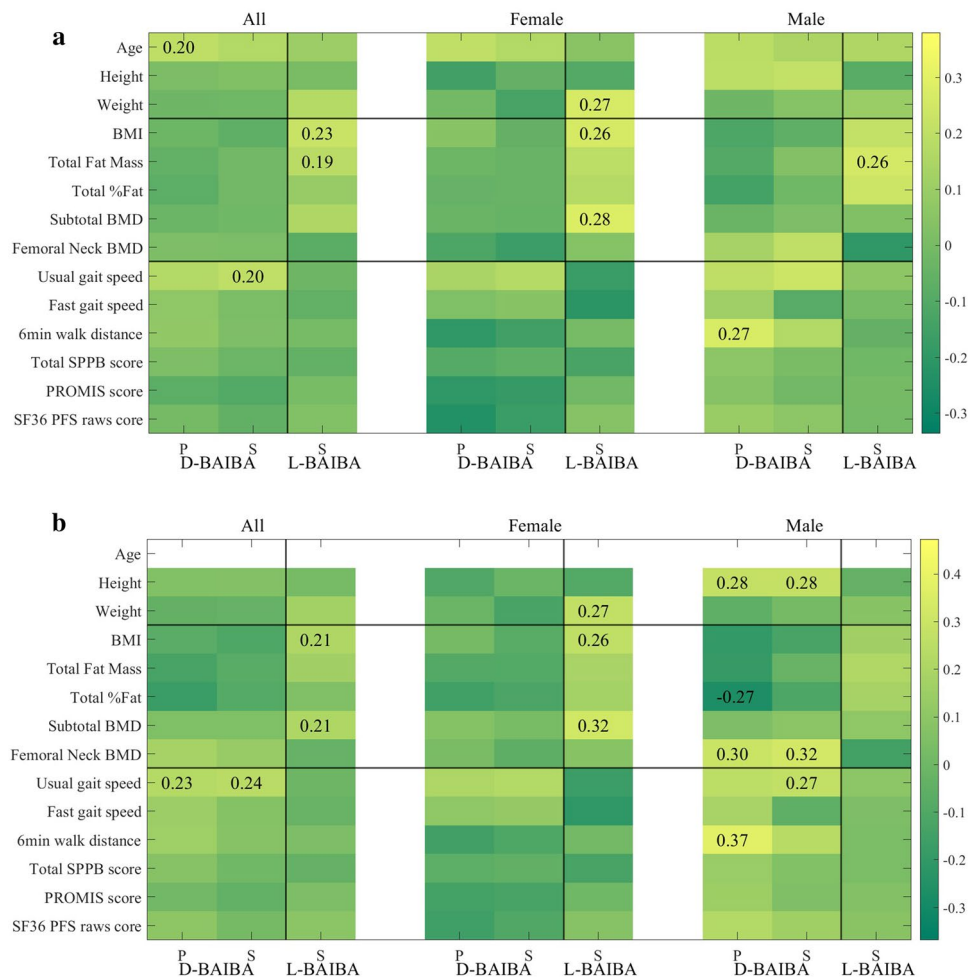 a
All Female Male
Age 0.20
Height
Weight 0.27
BMI 0.23 0.26
Total Fat Mass 0.19 0.26
Total %Fat
Subtotal BMD 0.28
Femoral Neck BMD
Usual gait speed 0.20
Fast gait speed
6min walk distance 0.27
Total SPPB score
PROMIS score
SF36 PFS raws core
P S S P S S P S S
D-BAIBA L-BAIBA D-BAIBA L-BAIBA D-BAIBA L-BAIBA
0.3
0.2
0.1
0
-0.1
-0.2
-0.3
b
All Female Male
Age
Height 0.28 0.28
Weight 0.27
BMI 0.21 0.26
Total Fat Mass
Total %Fat -0.27
Subtotal BMD 0.21 0.32
Femoral Neck BMD 0.30 0.32
Usual gait speed 0.23 0.24 0.27
Fast gait speed
6min walk distance 0.37
Total SPPB score
PROMIS score
SF36 PFS raws core
P S S P S S P S S
D-BAIBA L-BAIBA D-BAIBA L-BAIBA D-BAIBA L-BAIBA
0.4
0.3
0.2
0.1
0
-0.1
-0.2
-0.3